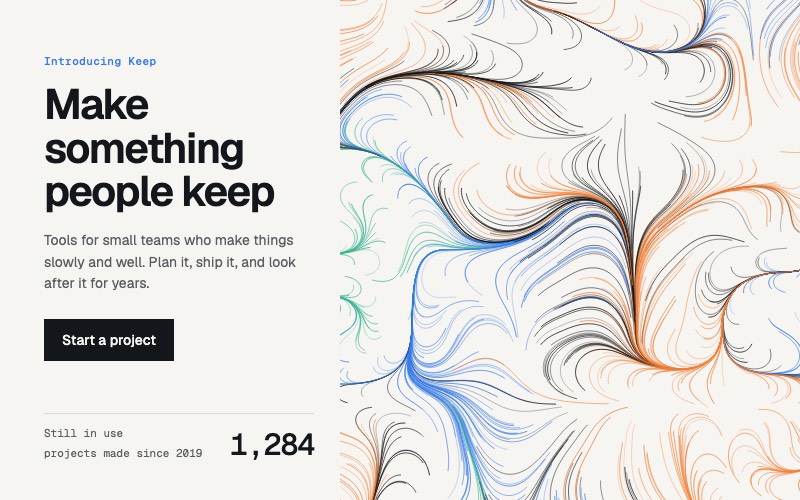 Introducing Keep
Make
something
people keep
Tools for small teams who make things
slowly and well. Plan it, ship it, and look
after it for years.
Start a project
Still in use
projects made since 2019
1,284